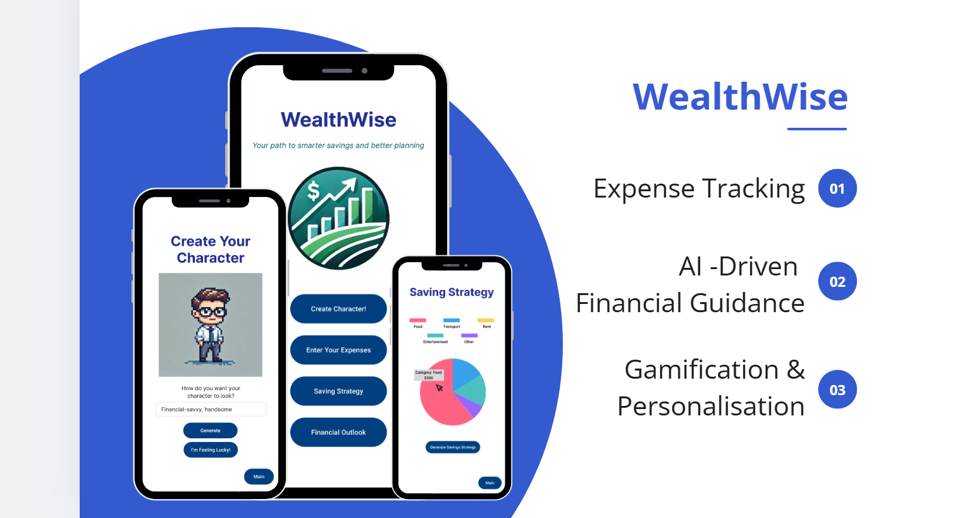 WealthWise
Your path to smarter savings and better planning
$
Create Character!
Enter Your Expenses
Saving Strategy
Financial Outlook
Create Your
Character
How do you want your
character to look?
Financial-savvy, handsome
Generate
I'm Feeling Lucky!
Main
Saving Strategy
Food
Transport
Rent
Entertainment
Other
Category: Food
$300
Generate Savings Strategy
Main
WealthWise
Expense Tracking
01
AI -Driven
Financial Guidance
02
Gamification &
Personalisation
03